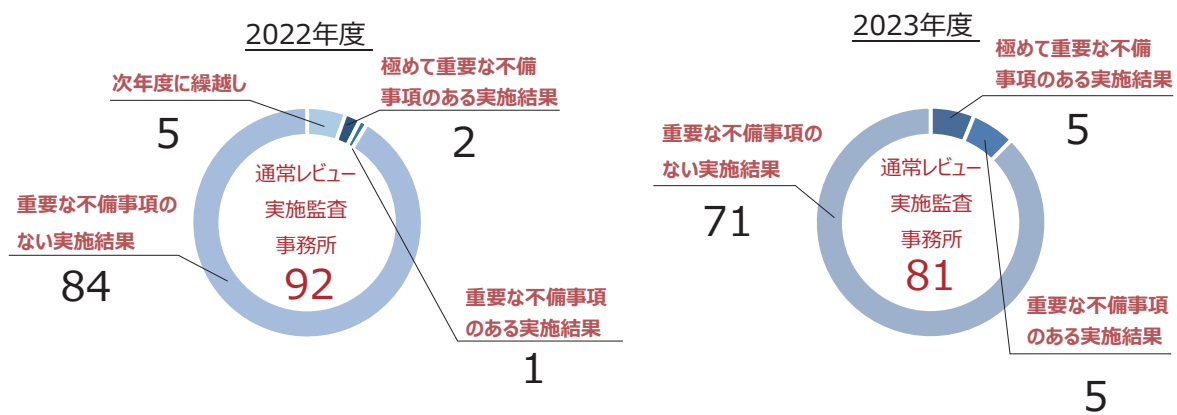 2022年度
次年度に繰越し
5
極めて重要な不備
事項のある実施結果
2
重要な不備事項の
ない実施結果
84
通常レビュー
実施監査
事務所
92
重要な不備事項
のある実施結果
1
2023年度
極めて重要な不備
事項のある実施結果
5
重要な不備事項の
ない実施結果
71
通常レビュー
実施監査
事務所
81
重要な不備事項
のある実施結果
5